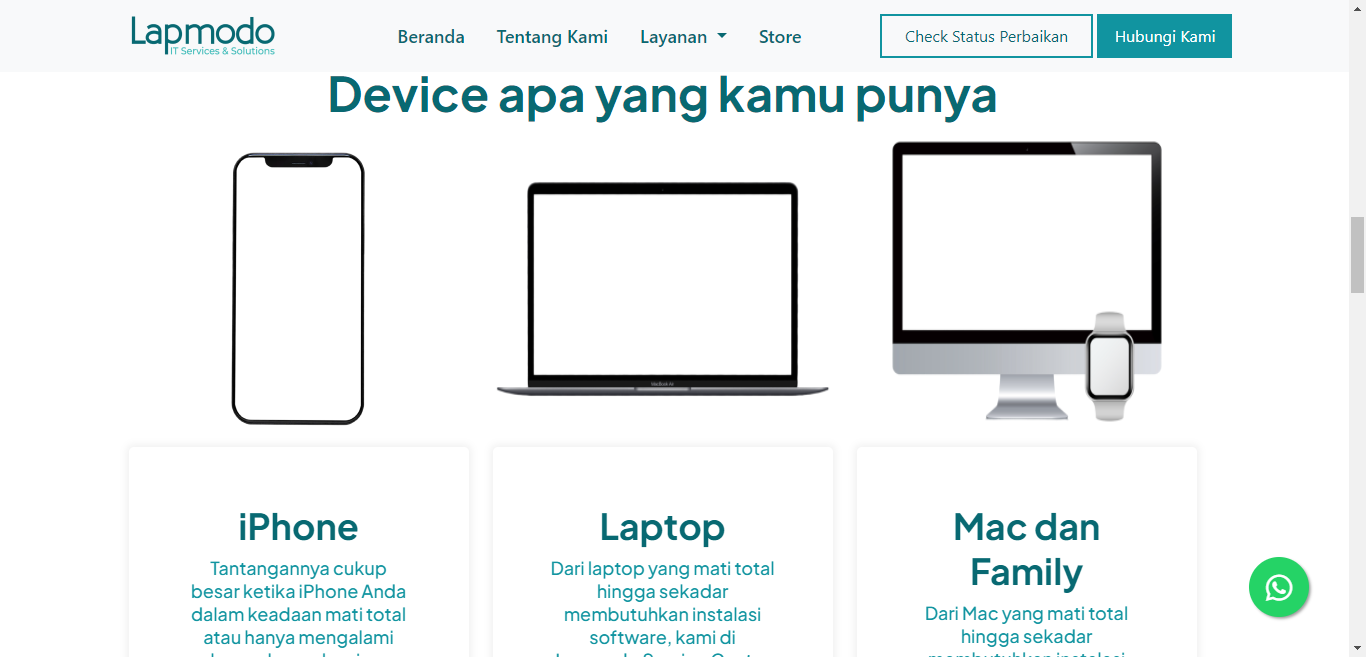 Lapmodo
IT Services & Solutions
Beranda
Tentang Kami
Layanan
Store
Check Status Perbaikan
Hubungi Kami
Device apa yang kamu punya
MacBook Air
iPhone
Tantangannya cukup
besar ketika iPhone Anda
dalam keadaan mati total
atau hanya mengalami
Laptop
Dari laptop yang mati total
hingga sekadar
membutuhkan instalasi
software, kami di
Mac dan
Family
Dari Mac yang mati total
hingga sekadar